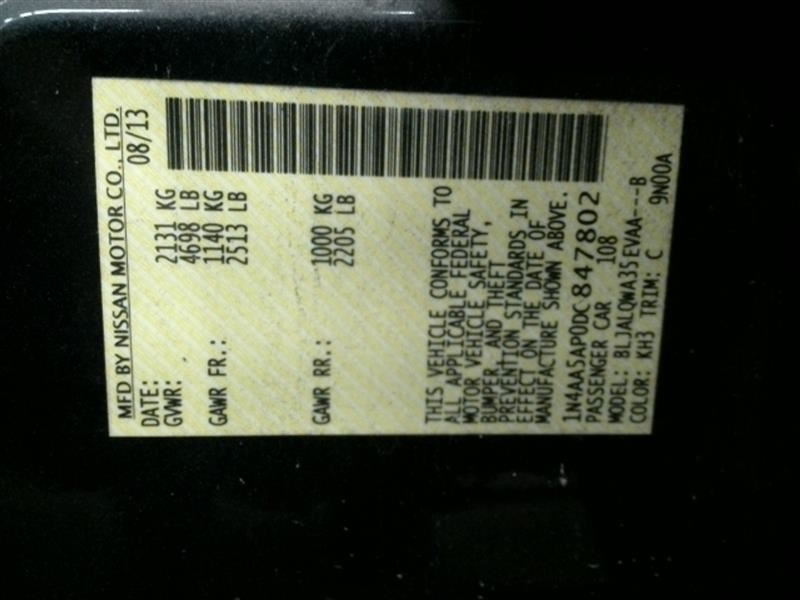 MFD BY NISSAN MOTOR CO., LTD.
DATE: 08/13
GVWR: 2131 KG
4698 LB
GAWR FR.: 1140 KG
2513 LB
GAWR RR.: 1000 KG
2205 LB
THIS VEHICLE CONFORMS TO
ALL APPLICABLE FEDERAL
MOTOR VEHICLE SAFETY,
BUMPER, AND THEFT
PREVENTION STANDARDS IN
EFFECT ON THE DATE OF
MANUFACTURE SHOWN ABOVE.
1N4AA5AP0DC847802
PASSENGER CAR 108
MODEL: BLJALQWA35EVAA---B
COLOR: KH3 TRIM: C 9N00A